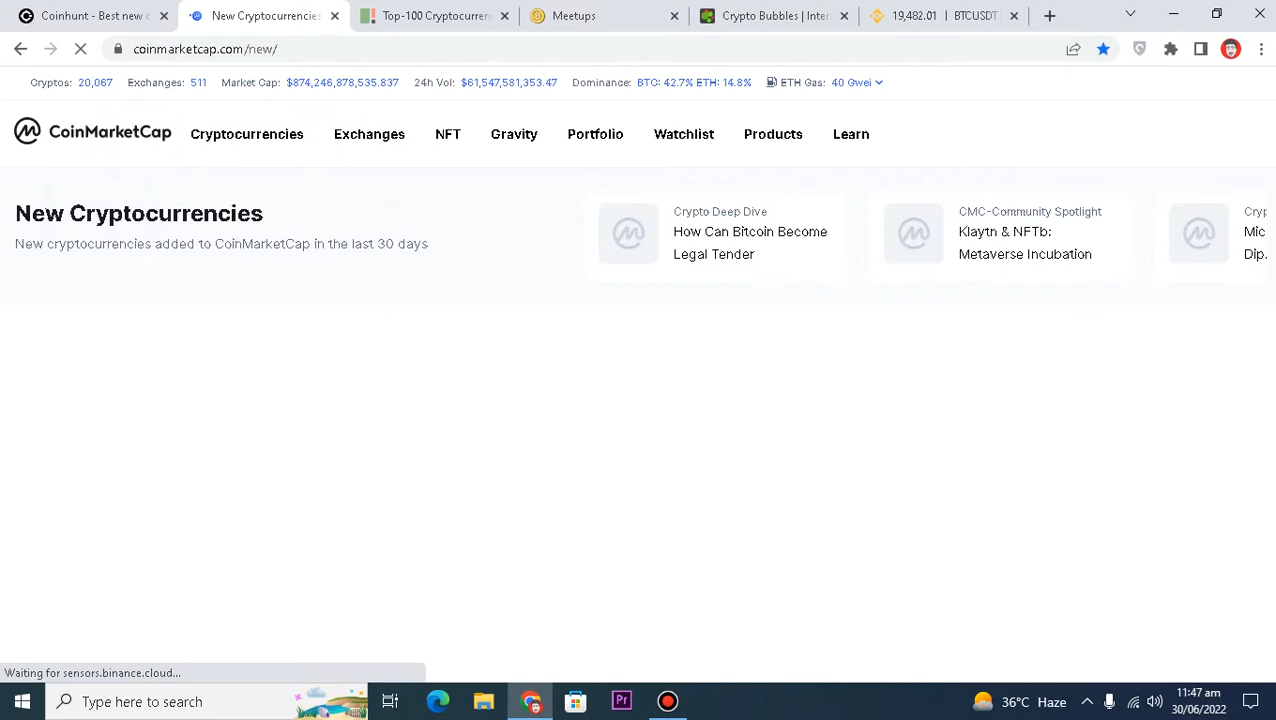 Coinhunt - Best new c
New Cryptocurrencies
Top-100 Cryptocurren
Meetups
Crypto Bubbles | Inter
19,482.01 | BTCUSDT
coinmarketcap.com/new/
Cryptos: 20,067 Exchanges: 511 Market Cap: $874,246,878,535.837 24h Vol: $61,547,581,353.47 Dominance: BTC: 42.7% ETH: 14.8% ETH Gas: 40 Gwei
CoinMarketCap Cryptocurrencies Exchanges NFT Gravity Portfolio Watchlist Products Learn
New Cryptocurrencies
New cryptocurrencies added to CoinMarketCap in the last 30 days
Crypto Deep Dive
How Can Bitcoin Become
Legal Tender
CMC-Community Spotlight
Klaytn & NFTb:
Metaverse Incubation
Cryp
Mic
Dip.
Waiting for sensors.binance.cloud...
Type here to search
Pr
36°C Haze
11:47 am
30/06/2022